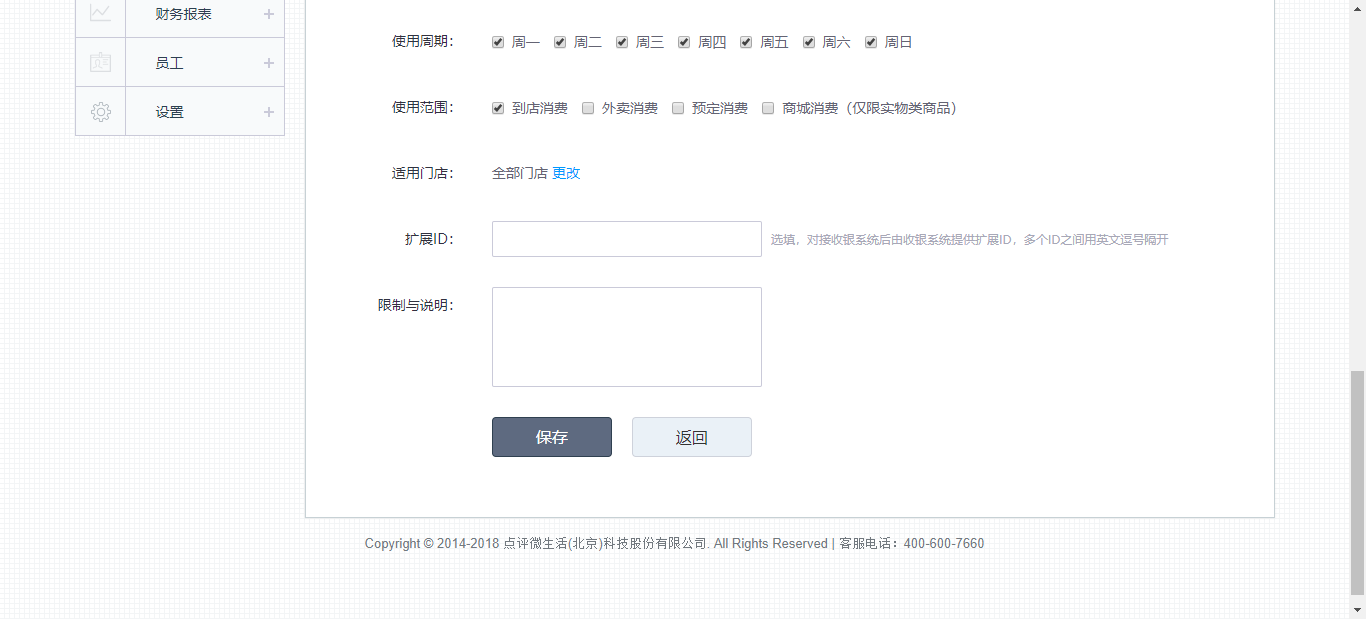 财务报表
员工
设置
使用周期： 周一 周二 周三 周四 周五 周六 周日
使用范围： 到店消费 外卖消费 预定消费 商城消费（仅限实物类商品）
适用门店： 全部门店 更改
扩展ID： 选填，对接收银系统后由收银系统提供扩展ID，多个ID之间用英文逗号隔开
限制与说明：
保存 返回
Copyright © 2014-2018 点评微生活(北京)科技股份有限公司. All Rights Reserved | 客服电话：400-600-7660